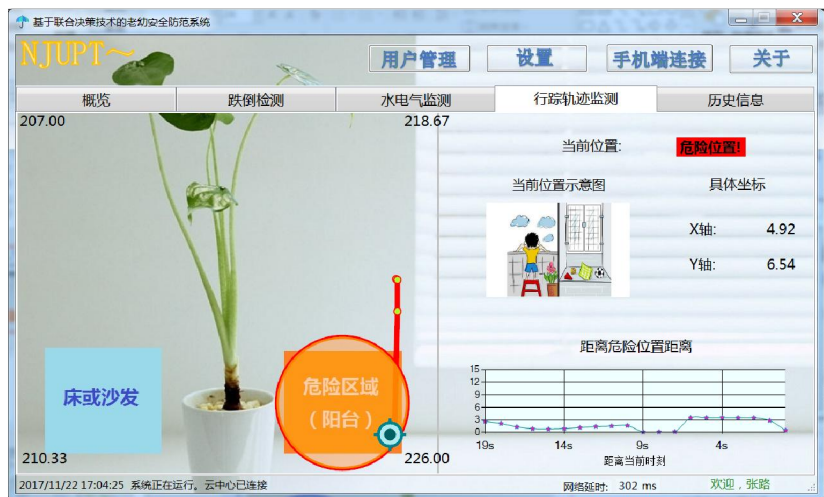 基于联合决策技术的老幼安全防范系统
NJUPT～
用户管理
设置
手机端连接
关于
概览
跌倒检测
水电气监测
行踪轨迹监测
历史信息
207.00
218.67
当前位置:
危险位置!
当前位置示意图
具体坐标
X轴:
4.92
Y轴:
6.54
距离危险位置距离
15
12
9
6
3
0
19s
14s
9s
4s
距离当前时刻
床或沙发
危险区域
（阳台）
210.33
226.00
2017/11/22 17:04:25 系统正在运行。云中心已连接
网络延时: 302 ms
欢迎，张路